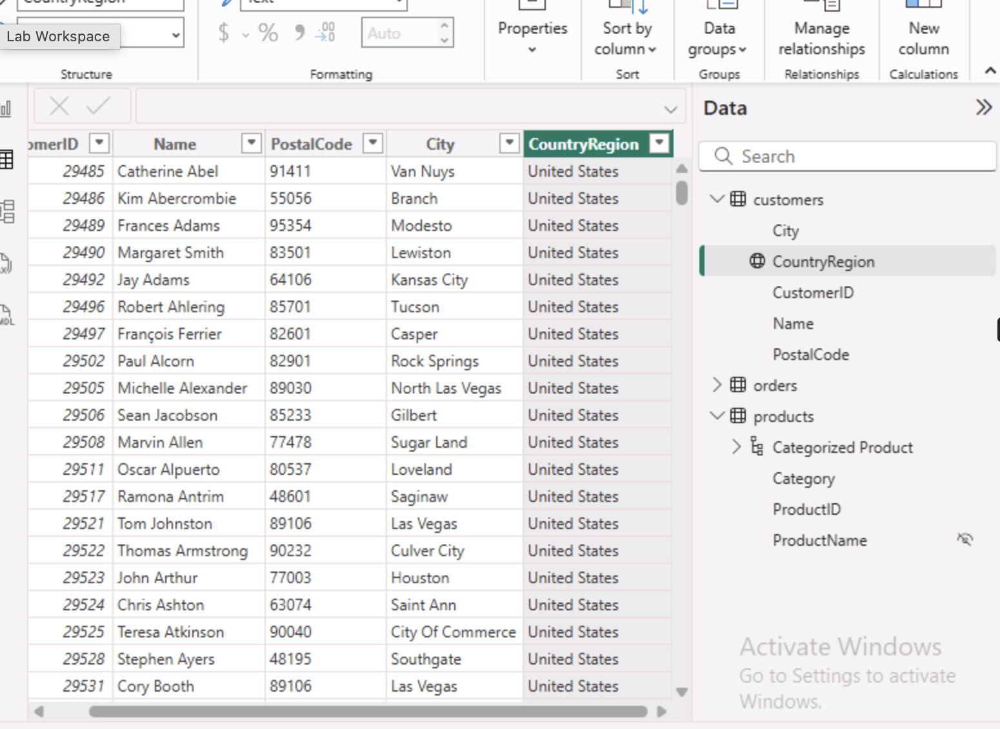 CountryRegion
Text
Lab Workspace
$ % 9 .00 →.0
Auto
Properties
Sort by column
Data groups
Manage relationships
New column
Structure
Formatting
Sort
Groups
Relationships
Calculations
Data
Search
omerID Name PostalCode City CountryRegion
29485 Catherine Abel 91411 Van Nuys United States
29486 Kim Abercrombie 55056 Branch United States
29489 Frances Adams 95354 Modesto United States
29490 Margaret Smith 83501 Lewiston United States
29492 Jay Adams 64106 Kansas City United States
29496 Robert Ahlering 85701 Tucson United States
29497 François Ferrier 82601 Casper United States
29502 Paul Alcorn 82901 Rock Springs United States
29505 Michelle Alexander 89030 North Las Vegas United States
29506 Sean Jacobson 85233 Gilbert United States
29508 Marvin Allen 77478 Sugar Land United States
29511 Oscar Alpuerto 80537 Loveland United States
29517 Ramona Antrim 48601 Saginaw United States
29521 Tom Johnston 89106 Las Vegas United States
29522 Thomas Armstrong 90232 Culver City United States
29523 John Arthur 77003 Houston United States
29524 Chris Ashton 63074 Saint Ann United States
29525 Teresa Atkinson 90040 City Of Commerce United States
29528 Stephen Ayers 48195 Southgate United States
29531 Cory Booth 89106 Las Vegas United States
customers
City
CountryRegion
CustomerID
Name
PostalCode
orders
products
Categorized Product
Category
ProductID
ProductName
Activate Windows
Go to Settings to activate
Windows.